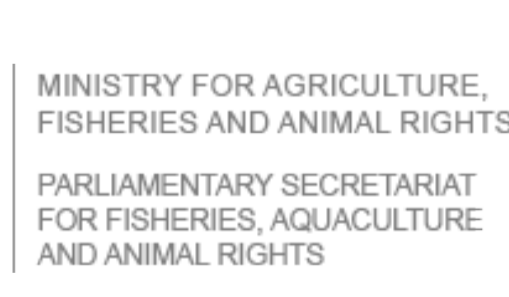 MINISTRY FOR AGRICULTURE,
FISHERIES AND ANIMAL RIGHTS
PARLIAMENTARY SECRETARIAT
FOR FISHERIES, AQUACULTURE
AND ANIMAL RIGHTS